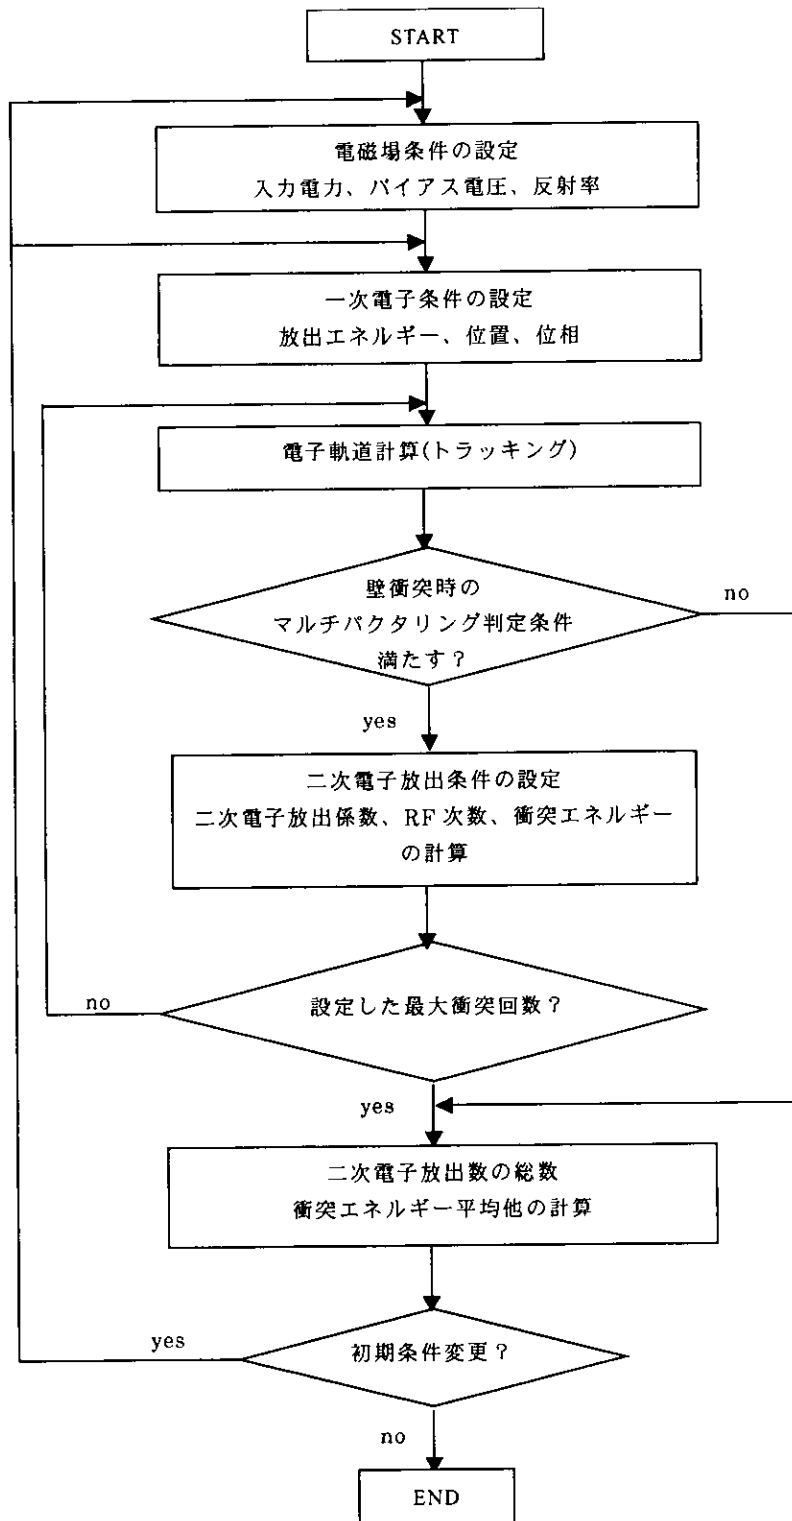 START
電磁場条件の設定
入力電力、バイアス電圧、反射率
一次電子条件の設定
放出エネルギー、位置、位相
電子軌道計算(トラッキング)
壁衝突時の
マルチパクタリング判定条件
満たす？
no
yes
二次電子放出条件の設定
二次電子放出係数、RF次数、衝突エネルギー
の計算
設定した最大衝突回数？
no
yes
二次電子放出数の総数
衝突エネルギー平均他の計算
初期条件変更？
yes
no
END